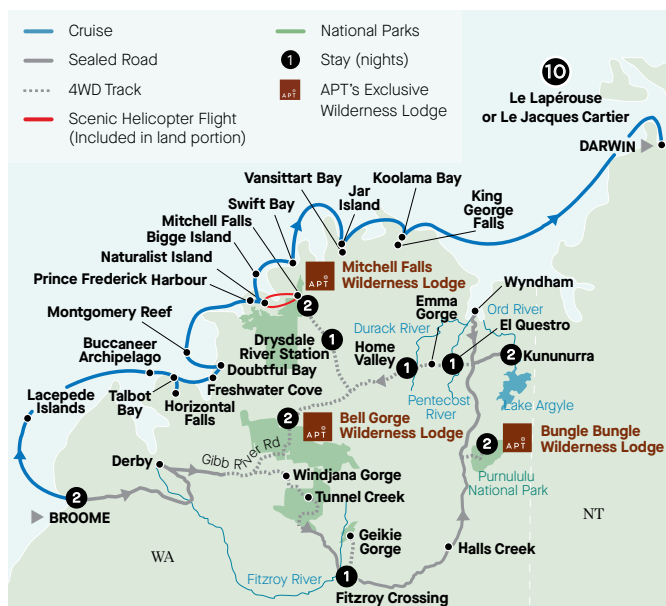 Cruise
Sealed Road
4WD Track
Scenic Helicopter Flight
(Included in land portion)
National Parks
1 Stay (nights)
APT APT's Exclusive
Wilderness Lodge
10
Le Lapérouse
or Le Jacques Cartier
DARWIN
Vansittart Bay
Jar
Island
Koolama Bay
King
George
Falls
Swift Bay
Mitchell Falls
Bigge Island
Naturalist Island
Prince Frederick Harbour
APT Mitchell Falls
Wilderness Lodge
2
Wyndham
Emma
Gorge
Ord River
Montgomery Reef
Durack River
El Questro
Drysdale
River Station
1
Home
Valley
1
1
2
Kununurra
Buccaneer
Archipelago
Doubtful Bay
Freshwater Cove
Lacepede
Islands
Talbot
Bay
Horizontal
Falls
Pentecost
River
Lake Argyle
2
APT Bell Gorge
Wilderness Lodge
2
APT Bungle Bungle
Wilderness Lodge
Derby
Gibb River Rd
Windjana Gorge
Purnululu
National Park
Tunnel Creek
2
BROOME
NT
WA
Geikie
Gorge
Halls Creek
Fitzroy River
1
Fitzroy Crossing